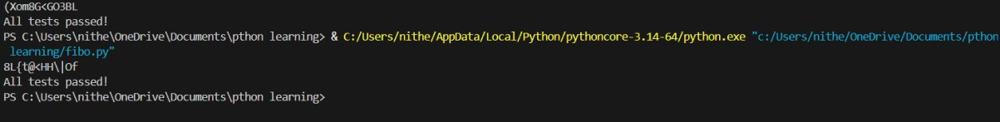 (Xom8G<GO3BL
All tests passed!
PS C:\Users\nithe\OneDrive\Documents\pthon learning> & C:/Users/nithe/AppData/Local/Python/pythoncore-3.14-64/python.exe "c:/Users/nithe/OneDrive/Documents/pthon
learning/fibo.py"
8L{t@<HH\|Of
All tests passed!
PS C:\Users\nithe\OneDrive\Documents\pthon learning>